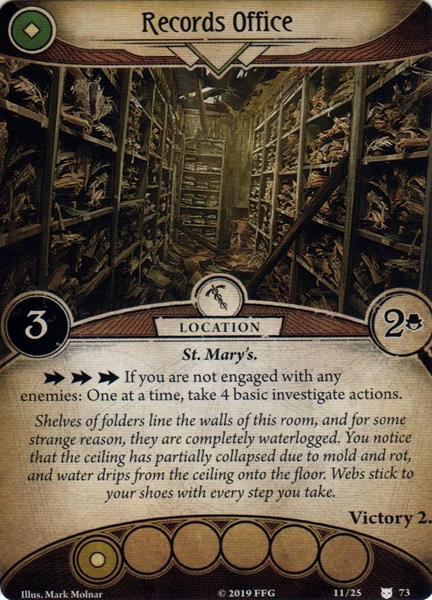 Records Office
3
LOCATION
2
St. Mary's.
If you are not engaged with any
enemies: One at a time, take 4 basic investigate actions.
Shelves of folders line the walls of this room, and for some
strange reason, they are completely waterlogged. You notice
that the ceiling has partially collapsed due to mold and rot,
and water drips from the ceiling onto the floor. Webs stick to
your shoes with every step you take.
Victory 2.
Illus. Mark Molnar © 2019 FFG 11/25 73